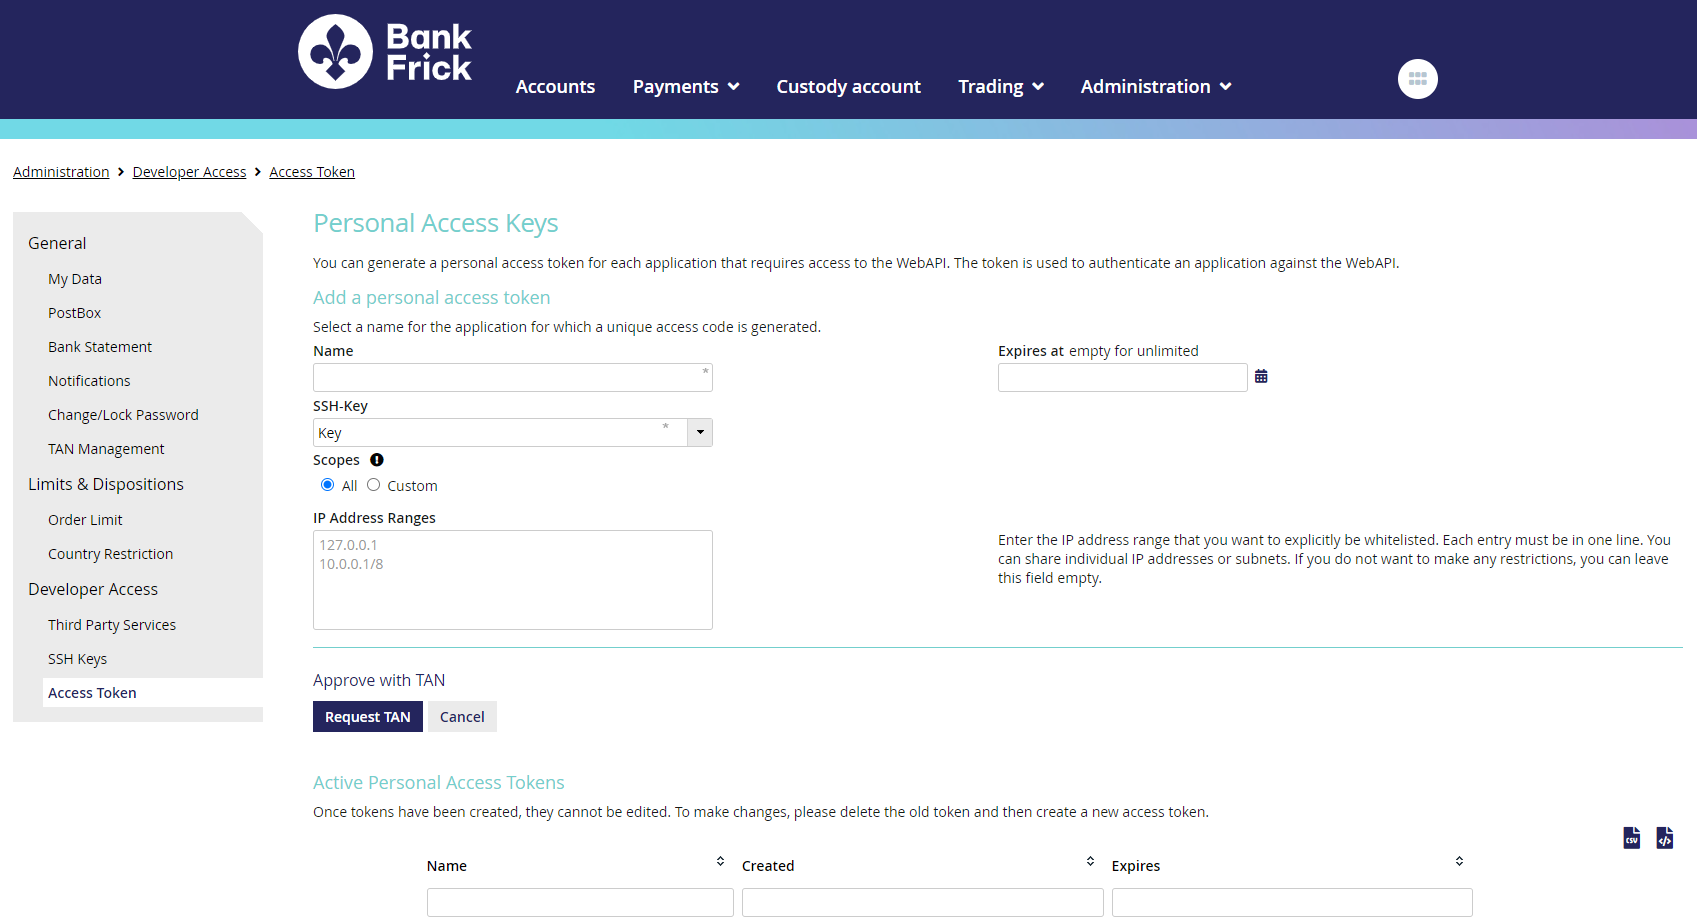 Bank
Frick
Accounts Payments Custody account Trading Administration
Administration Developer Access Access Token
General
My Data
PostBox
Bank Statement
Notifications
Change/Lock Password
TAN Management
Limits & Dispositions
Order Limit
Country Restriction
Developer Access
Third Party Services
SSH Keys
Access Token
Personal Access Keys
You can generate a personal access token for each application that requires access to the WebAPI. The token is used to authenticate an application against the WebAPI.
Add a personal access token
Select a name for the application for which a unique access code is generated.
Name
*
Expires at empty for unlimited
SSH-Key
Key *
Scopes
All Custom
IP Address Ranges
127.0.0.1
10.0.0.1/8
Enter the IP address range that you want to explicitly be whitelisted. Each entry must be in one line. You
can share individual IP addresses or subnets. If you do not want to make any restrictions, you can leave
this field empty.
Approve with TAN
Request TAN Cancel
Active Personal Access Tokens
Once tokens have been created, they cannot be edited. To make changes, please delete the old token and then create a new access token.
CSV </>
Name Created Expires